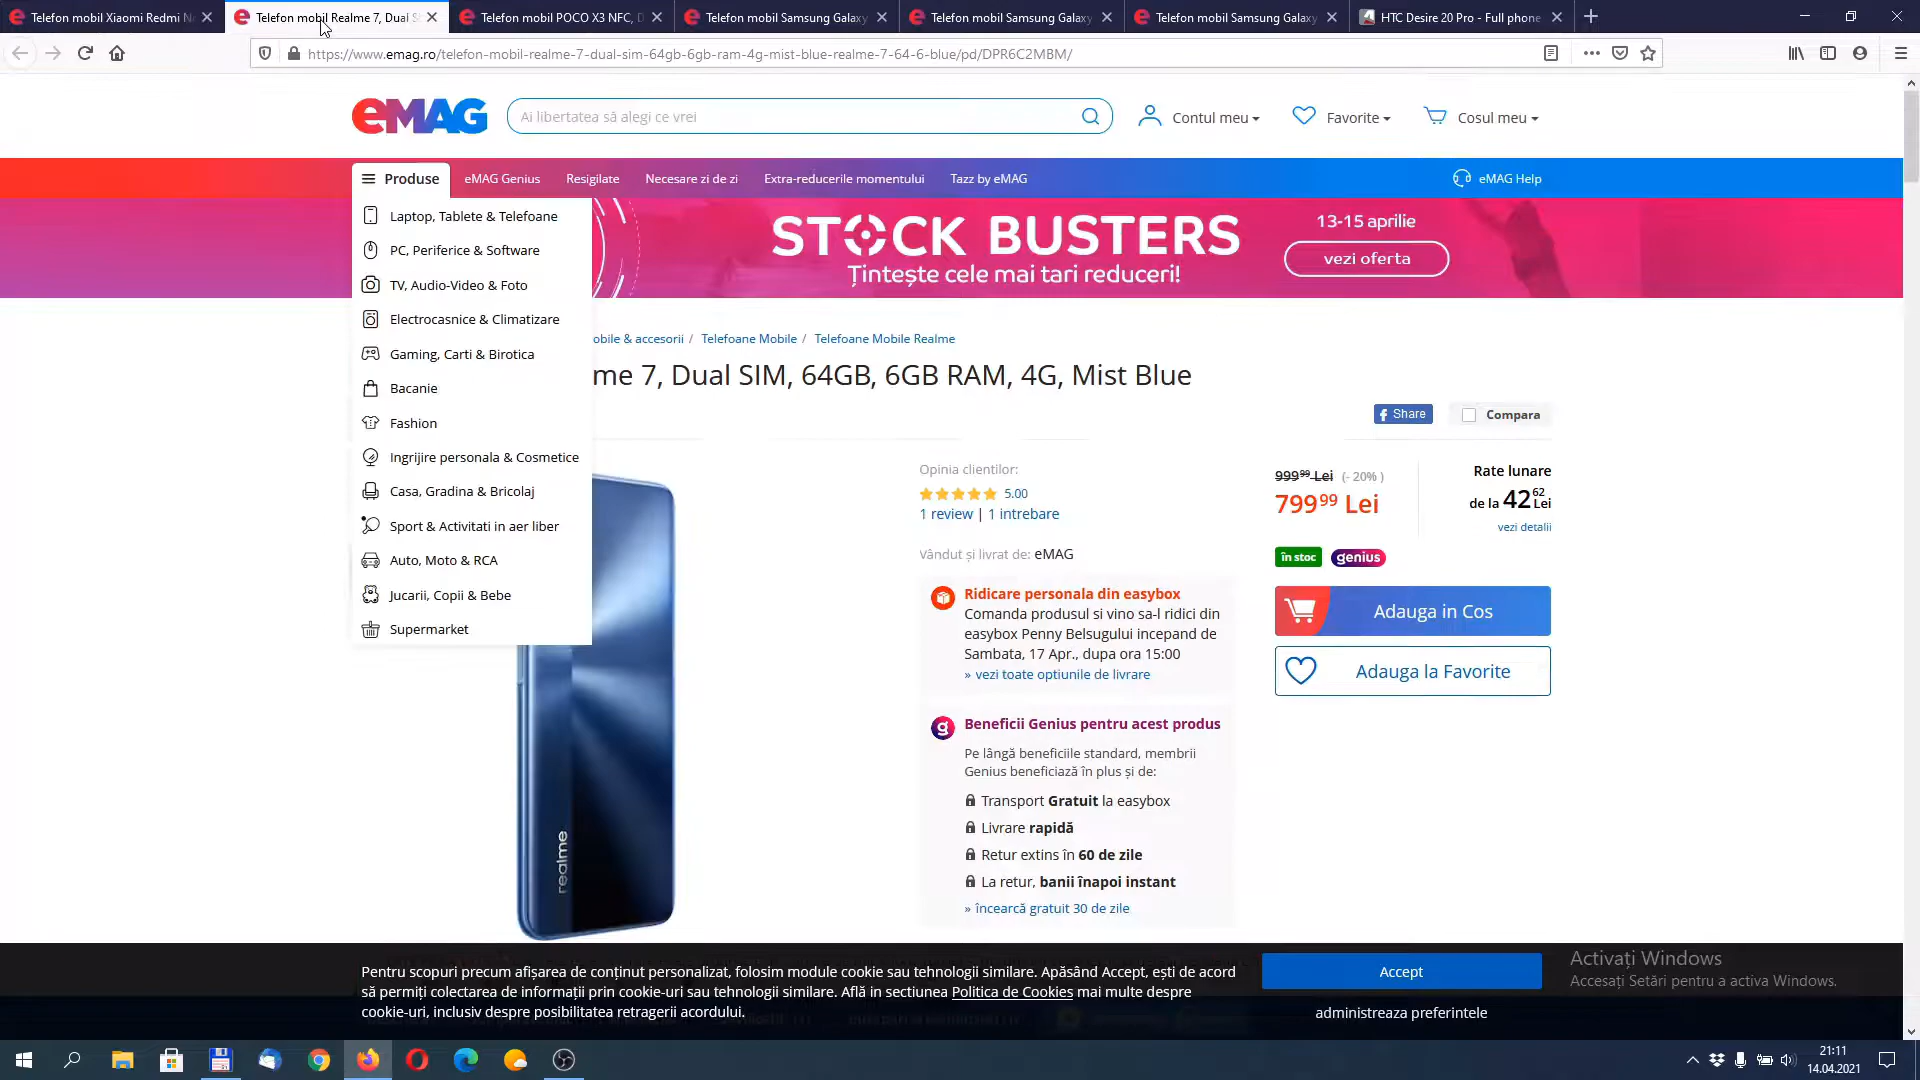 Telefon mobil Xiaomi Redmi N
Telefon mobil Realme 7, Dual S
Telefon mobil POCO X3 NFC, D
Telefon mobil Samsung Galaxy
Telefon mobil Samsung Galaxy
Telefon mobil Samsung Galaxy
HTC Desire 20 Pro - Full phone
https://www.emag.ro/telefon-mobil-realme-7-dual-sim-64gb-6gb-ram-4g-mist-blue-realme-7-64-6-blue/pd/DPR6C2MBM/
eMAG
Ai libertatea să alegi ce vrei
Contul meu
Favorite
Cosul meu
Produse
eMAG Genius
Resigilate
Necesare zi de zi
Extra-reducerile momentului
Tazz by eMAG
eMAG Help
STOCK BUSTERS
Țintește cele mai tari reduceri!
13-15 aprilie
vezi oferta
Laptop, Tablete & Telefoane
PC, Periferice & Software
TV, Audio-Video & Foto
Electrocasnice & Climatizare
Gaming, Carti & Birotica
Bacanie
Fashion
Ingrijire personala & Cosmetice
Casa, Gradina & Bricolaj
Sport & Activitati in aer liber
Auto, Moto & RCA
Jucarii, Copii & Bebe
Supermarket
obile & accesorii / Telefoane Mobile / Telefoane Mobile Realme
me 7, Dual SIM, 64GB, 6GB RAM, 4G, Mist Blue
Share
Compara
realme
Opinia clientilor:
5.00
1 review | 1 intrebare
Vândut și livrat de: eMAG
Ridicare personala din easybox
Comanda produsul si vino sa-l ridici din
easybox Penny Belsugului incepand de
Sambata, 17 Apr., dupa ora 15:00
» vezi toate optiunile de livrare
Beneficii Genius pentru acest produs
Pe lângă beneficiile standard, membrii
Genius beneficiază în plus și de:
Transport Gratuit la easybox
Livrare rapidă
Retur extins în 60 de zile
La retur, banii înapoi instant
» încearcă gratuit 30 de zile
999⁹⁹ Lei (- 20% )
799⁹⁹ Lei
Rate lunare
de la 42⁶² Lei
vezi detalii
în stoc
genius
Adauga in Cos
Adauga la Favorite
Pentru scopuri precum afișarea de conținut personalizat, folosim module cookie sau tehnologii similare. Apăsând Accept, ești de acord
să permiți colectarea de informații prin cookie-uri sau tehnologii similare. Află in sectiunea Politica de Cookies mai multe despre
cookie-uri, inclusiv despre posibilitatea retragerii acordului.
Accept
administreaza preferintele
Activați Windows
Accesați Setări pentru a activa Windows.
21:11
14.04.2021